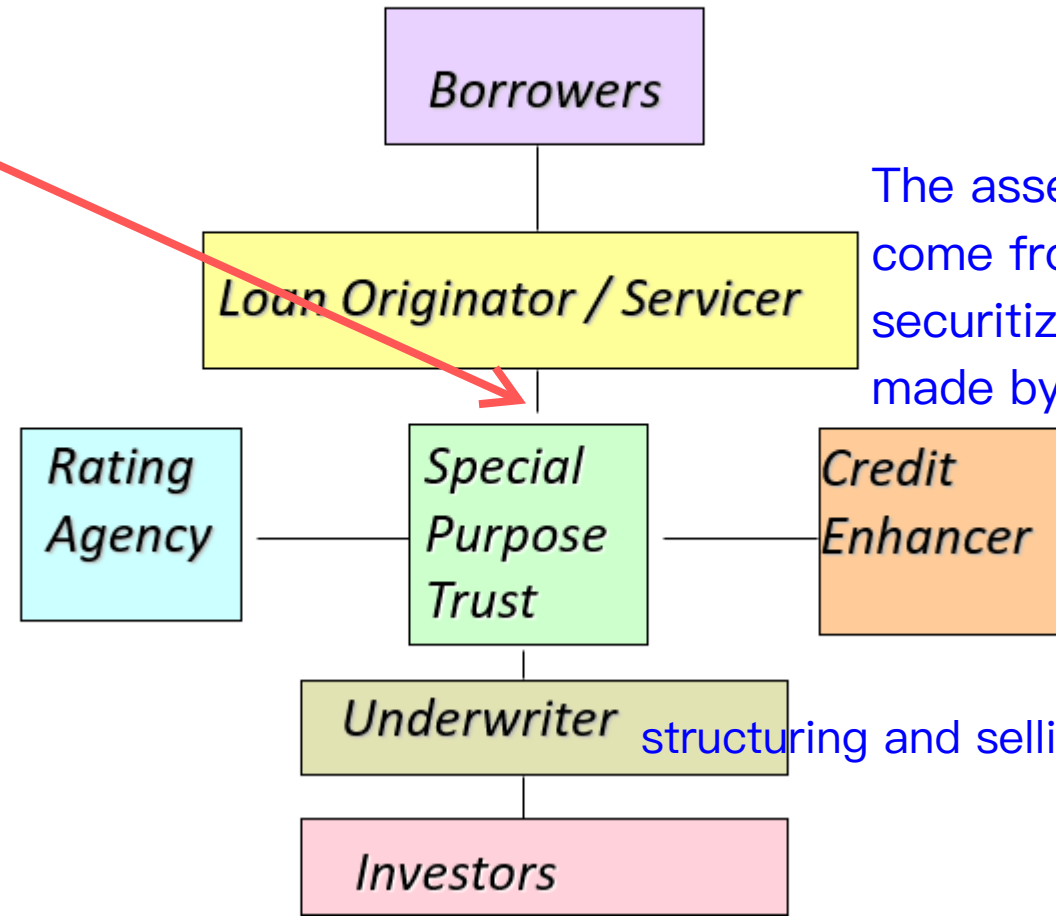 Borrowers
The asse
come fro
securitiz
made by
Loan Originator / Servicer
Rating
Agency
Special
Purpose
Trust
Credit
Enhancer
Underwriter
structuring and selli
Investors